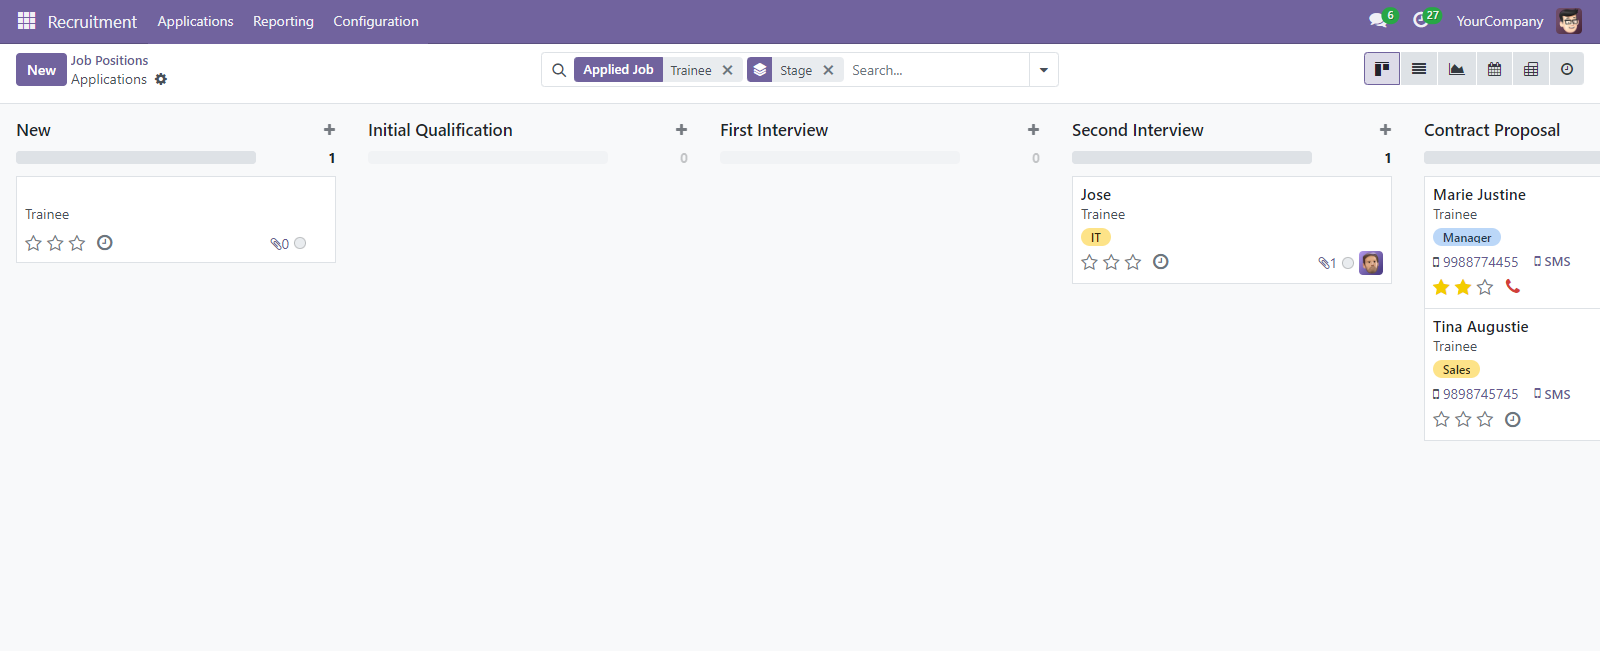 Recruitment Applications Reporting Configuration 6 27 YourCompany
New Job Positions
Applications
Applied Job Trainee Stage Search...
New
1
Trainee
0
Initial Qualification
0
First Interview
0
Second Interview
1
Jose
Trainee
IT
1
Contract Proposal
Marie Justine
Trainee
Manager
9988774455 SMS
Tina Augustie
Trainee
Sales
9898745745 SMS